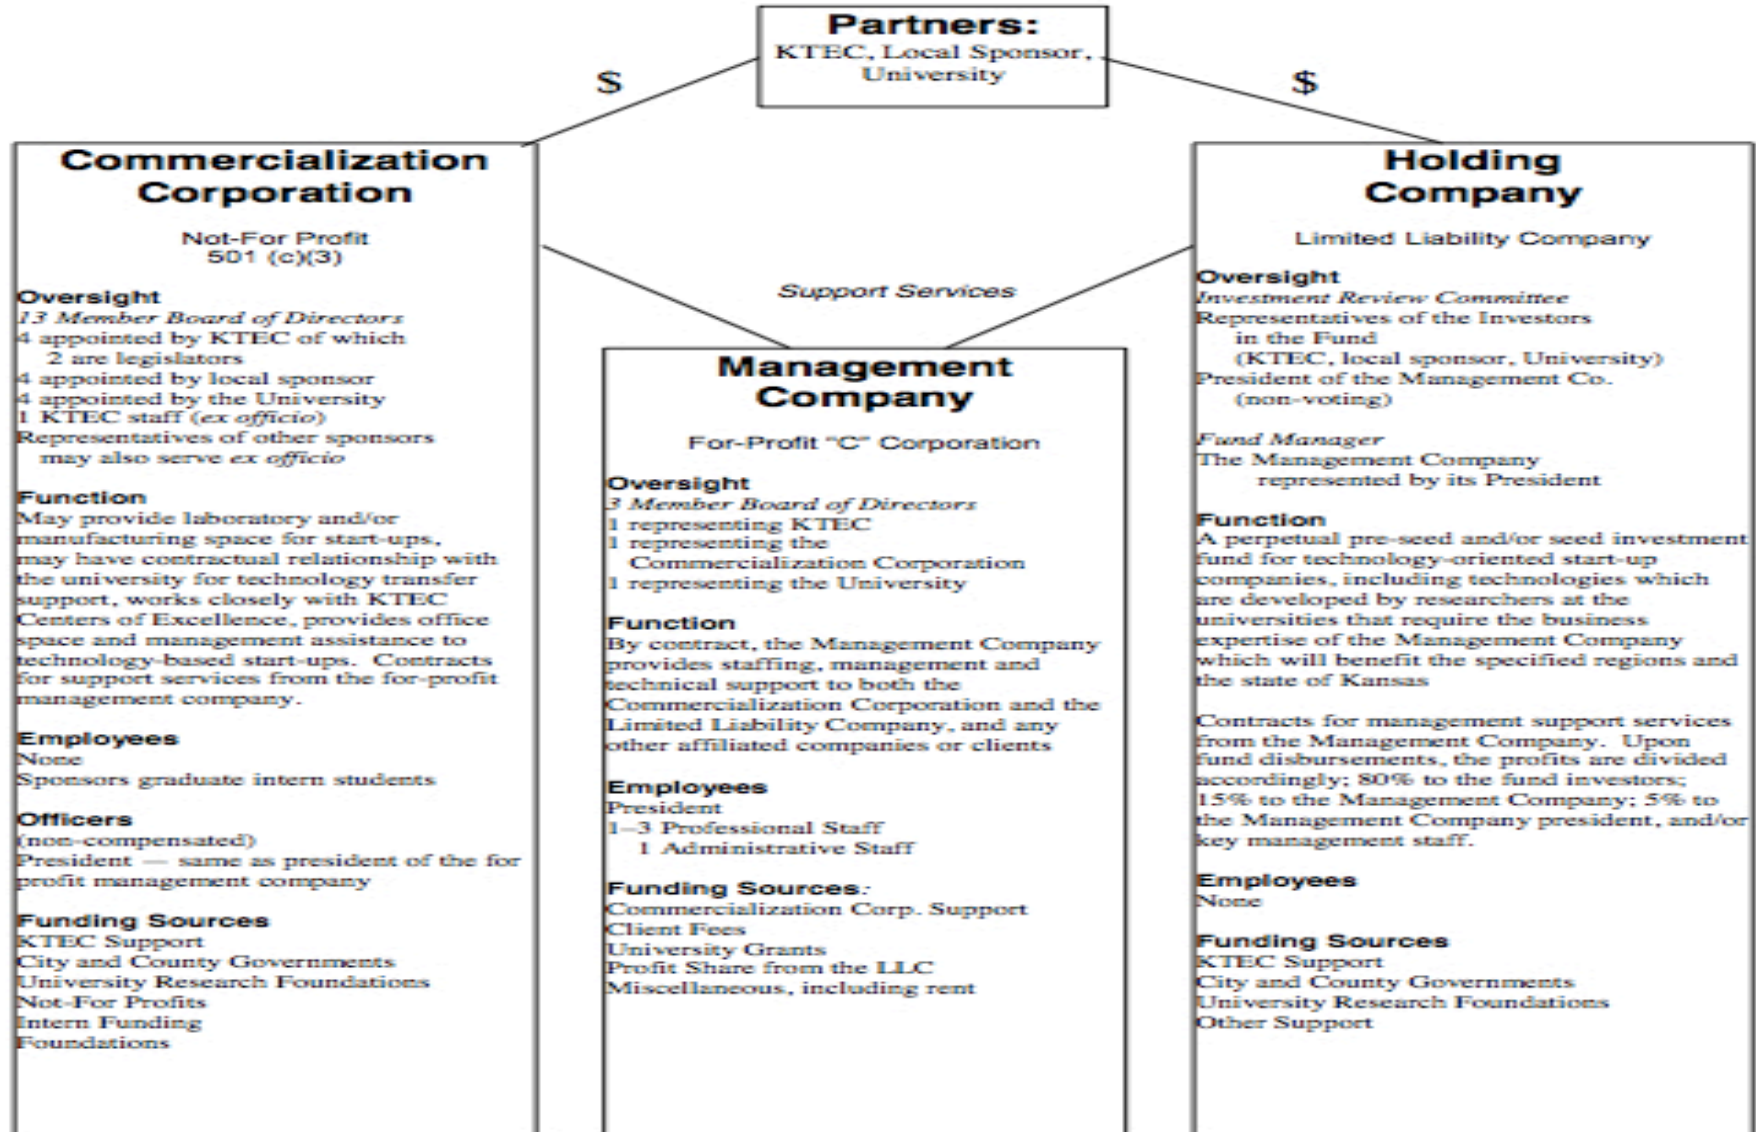 Partners:
KTEC, Local Sponsor,
University
$
$
Commercialization
Corporation
Not-For Profit
501 (c)(3)
Oversight
13 Member Board of Directors
4 appointed by KTEC of which
2 are legislators
4 appointed by local sponsor
4 appointed by the University
1 KTEC staff (ex officio)
Representatives of other sponsors
may also serve ex officio
Function
May provide laboratory and/or
manufacturing space for start-ups,
may have contractual relationship with
the university for technology transfer
support, works closely with KTEC
Centers of Excellence, provides office
space and management assistance to
technology-based start-ups. Contracts
for support services from the for-profit
management company.
Employees
None
Sponsors graduate intern students
Officers
(non-compensated)
President — same as president of the for
profit management company
Funding Sources
KTEC Support
City and County Governments
University Research Foundations
Not-For Profits
Intern Funding
Foundations
Support Services
Management
Company
For-Profit "C" Corporation
Oversight
3 Member Board of Directors
1 representing KTEC
1 representing the
Commercialization Corporation
1 representing the University
Function
By contract, the Management Company
provides staffing, management and
technical support to both the
Commercialization Corporation and the
Limited Liability Company, and any
other affiliated companies or clients
Employees
President
1–3 Professional Staff
1 Administrative Staff
Funding Sources:
Commercialization Corp. Support
Client Fees
University Grants
Profit Share from the LLC
Miscellaneous, including rent
Holding
Company
Limited Liability Company
Oversight
Investment Review Committee
Representatives of the Investors
in the Fund
(KTEC, local sponsor, University)
President of the Management Co.
(non-voting)
Fund Manager
The Management Company
represented by its President
Function
A perpetual pre-seed and/or seed investment
fund for technology-oriented start-up
companies, including technologies which
are developed by researchers at the
universities that require the business
expertise of the Management Company
which will benefit the specified regions and
the state of Kansas
Contracts for management support services
from the Management Company. Upon
fund disbursements, the profits are divided
accordingly; 80% to the fund investors;
15% to the Management Company; 5% to
the Management Company president, and/or
key management staff.
Employees
None
Funding Sources
KTEC Support
City and County Governments
University Research Foundations
Other Support